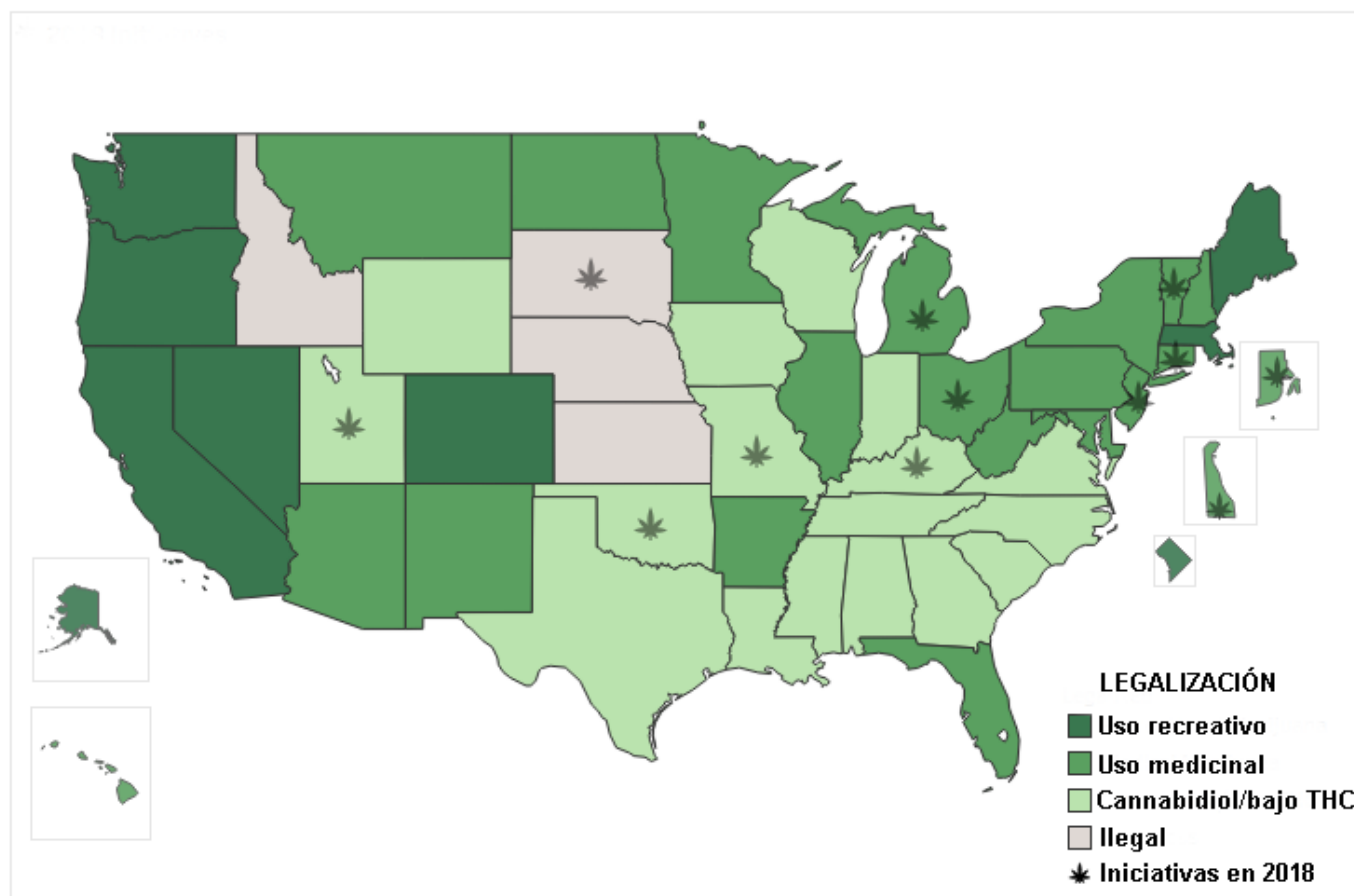 LEGALIZACIÓN
Uso recreativo
Uso medicinal
Cannabidiol/bajo THC
Ilegal
Iniciativas en 2018